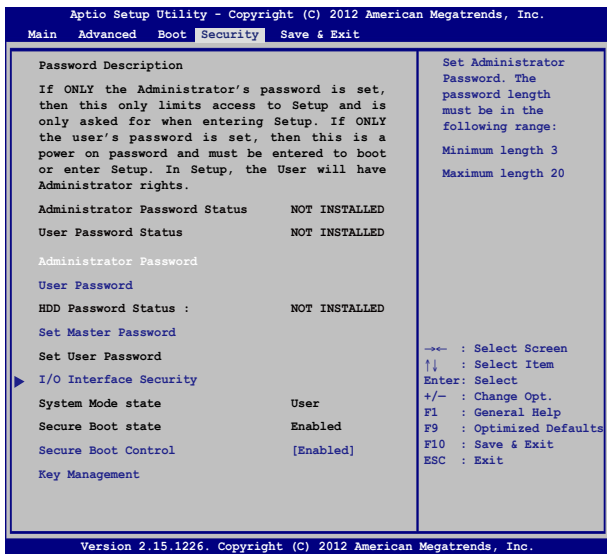 Aptio Setup Utility - Copyright (C) 2012 American Megatrends, Inc.
Main Advanced Boot Security Save & Exit
Password Description
If ONLY the Administrator's password is set,
then this only limits access to Setup and is
only asked for when entering Setup. If ONLY
the user's password is set, then this is a
power on password and must be entered to boot
or enter Setup. In Setup, the User will have
Administrator rights.
Administrator Password Status NOT INSTALLED
User Password Status NOT INSTALLED
Administrator Password
User Password
HDD Password Status : NOT INSTALLED
Set Master Password
Set User Password
I/O Interface Security
System Mode state User
Secure Boot state Enabled
Secure Boot Control [Enabled]
Key Management
Set Administrator
Password. The
password length
must be in the
following range:
Minimum length 3
Maximum length 20
→← : Select Screen
↑↓ : Select Item
Enter: Select
+/— : Change Opt.
F1 : General Help
F9 : Optimized Defaults
F10 : Save & Exit
ESC : Exit
Version 2.15.1226. Copyright (C) 2012 American Megatrends, Inc.